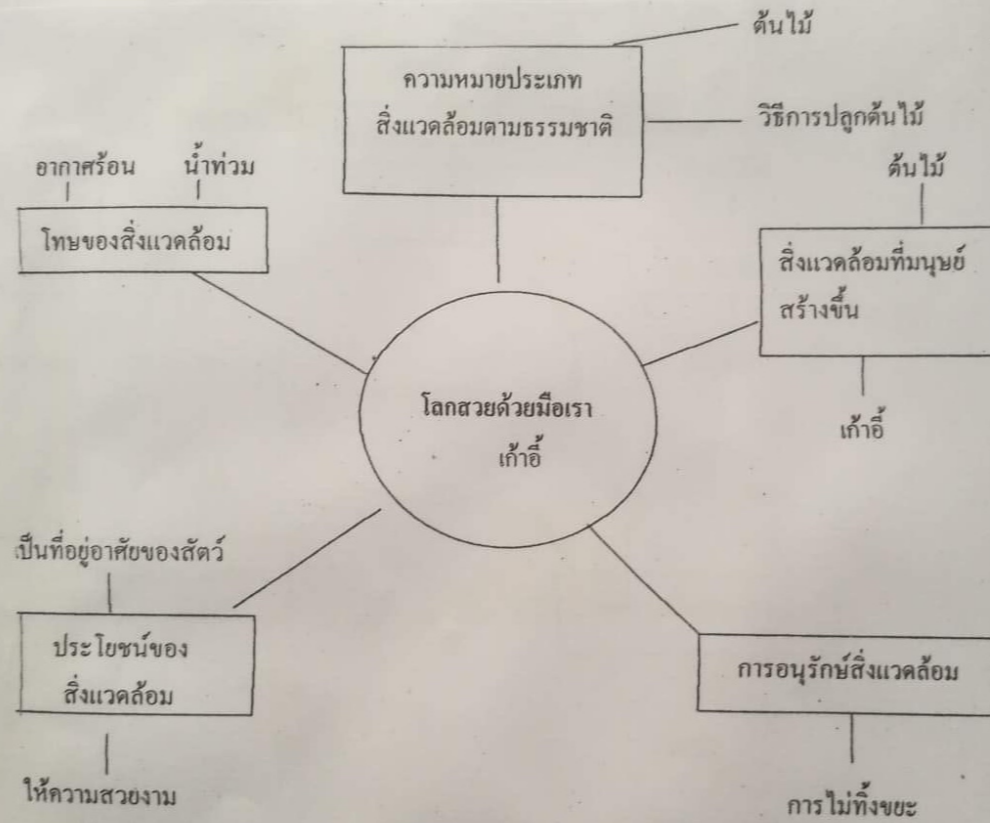 ต้นไม้
ความหมายประเภท
สิ่งแวดล้อมตามธรรมชาติ
วิธีการปลูกต้นไม้
อากาศร้อน
น้ำท่วม
โทษของสิ่งแวดล้อม
ต้นไม้
สิ่งแวดล้อมที่มนุษย์
สร้างขึ้น
เก้าอี้
โลกสวยด้วยมือเรา
เก้าอี้
เป็นที่อยู่อาศัยของสัตว์
ประโยชน์ของ
สิ่งแวดล้อม
ให้ความสวยงาม
การอนุรักษ์สิ่งแวดล้อม
การไม่ทิ้งขยะ